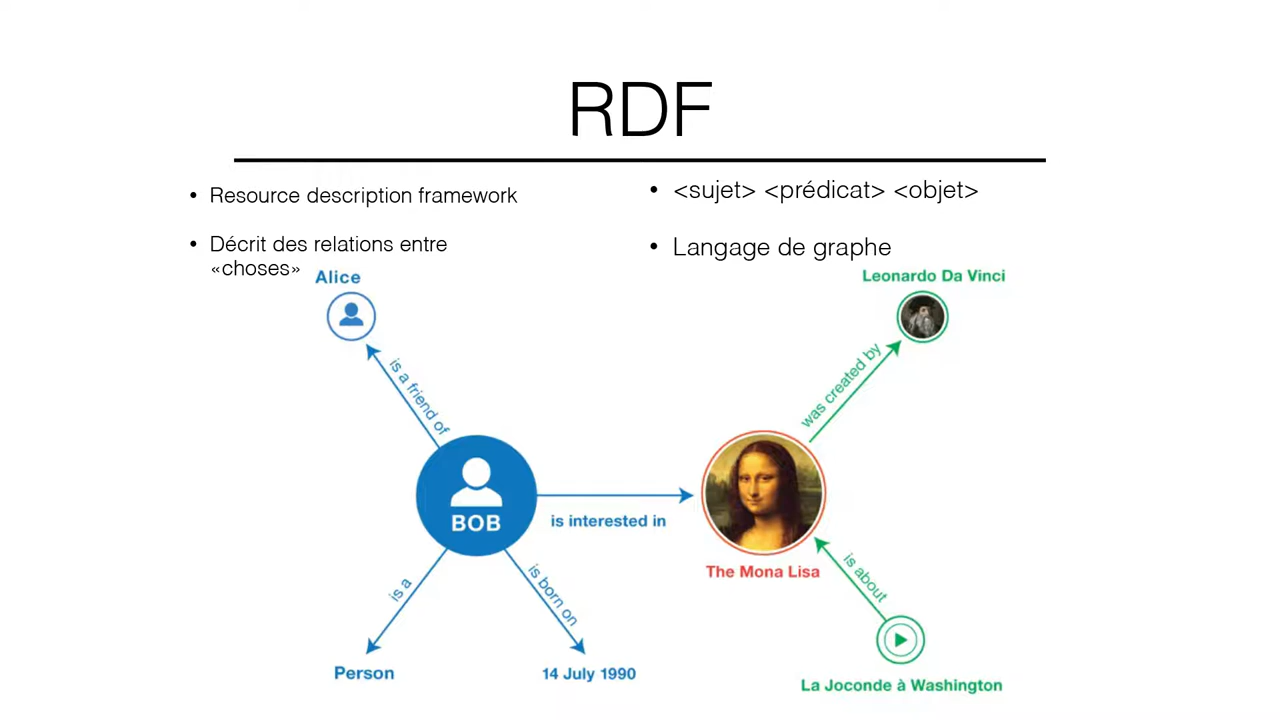 RDF
• Resource description framework
• Décrit des relations entre
«choses»
• <sujet> <prédicat> <objet>
• Langage de graphe
Alice
is a friend of
BOB
is interested in
is a
is born on
Person
14 July 1990
Leonardo Da Vinci
was created by
The Mona Lisa
is about
La Joconde à Washington